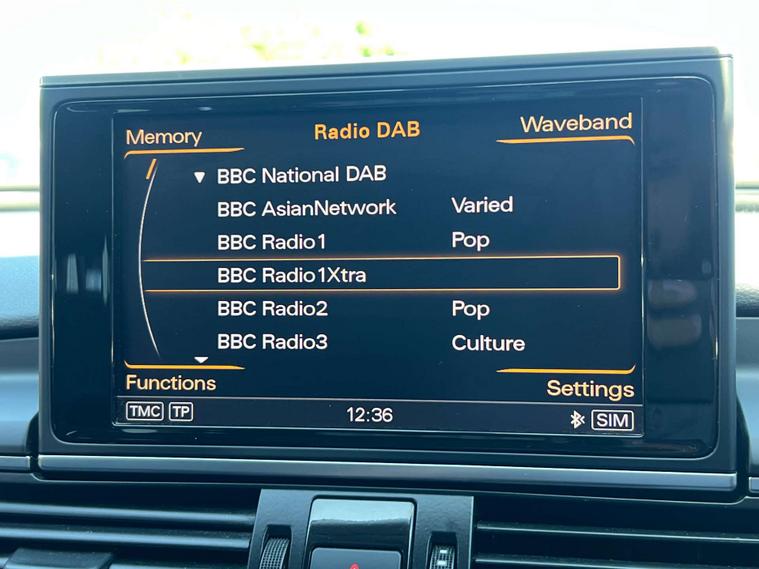 Memory Radio DAB Waveband
BBC National DAB
BBC AsianNetwork Varied
BBC Radio1 Pop
BBC Radio1Xtra
BBC Radio2 Pop
BBC Radio3 Culture
Functions Settings
TMC TP 12:36 SIM